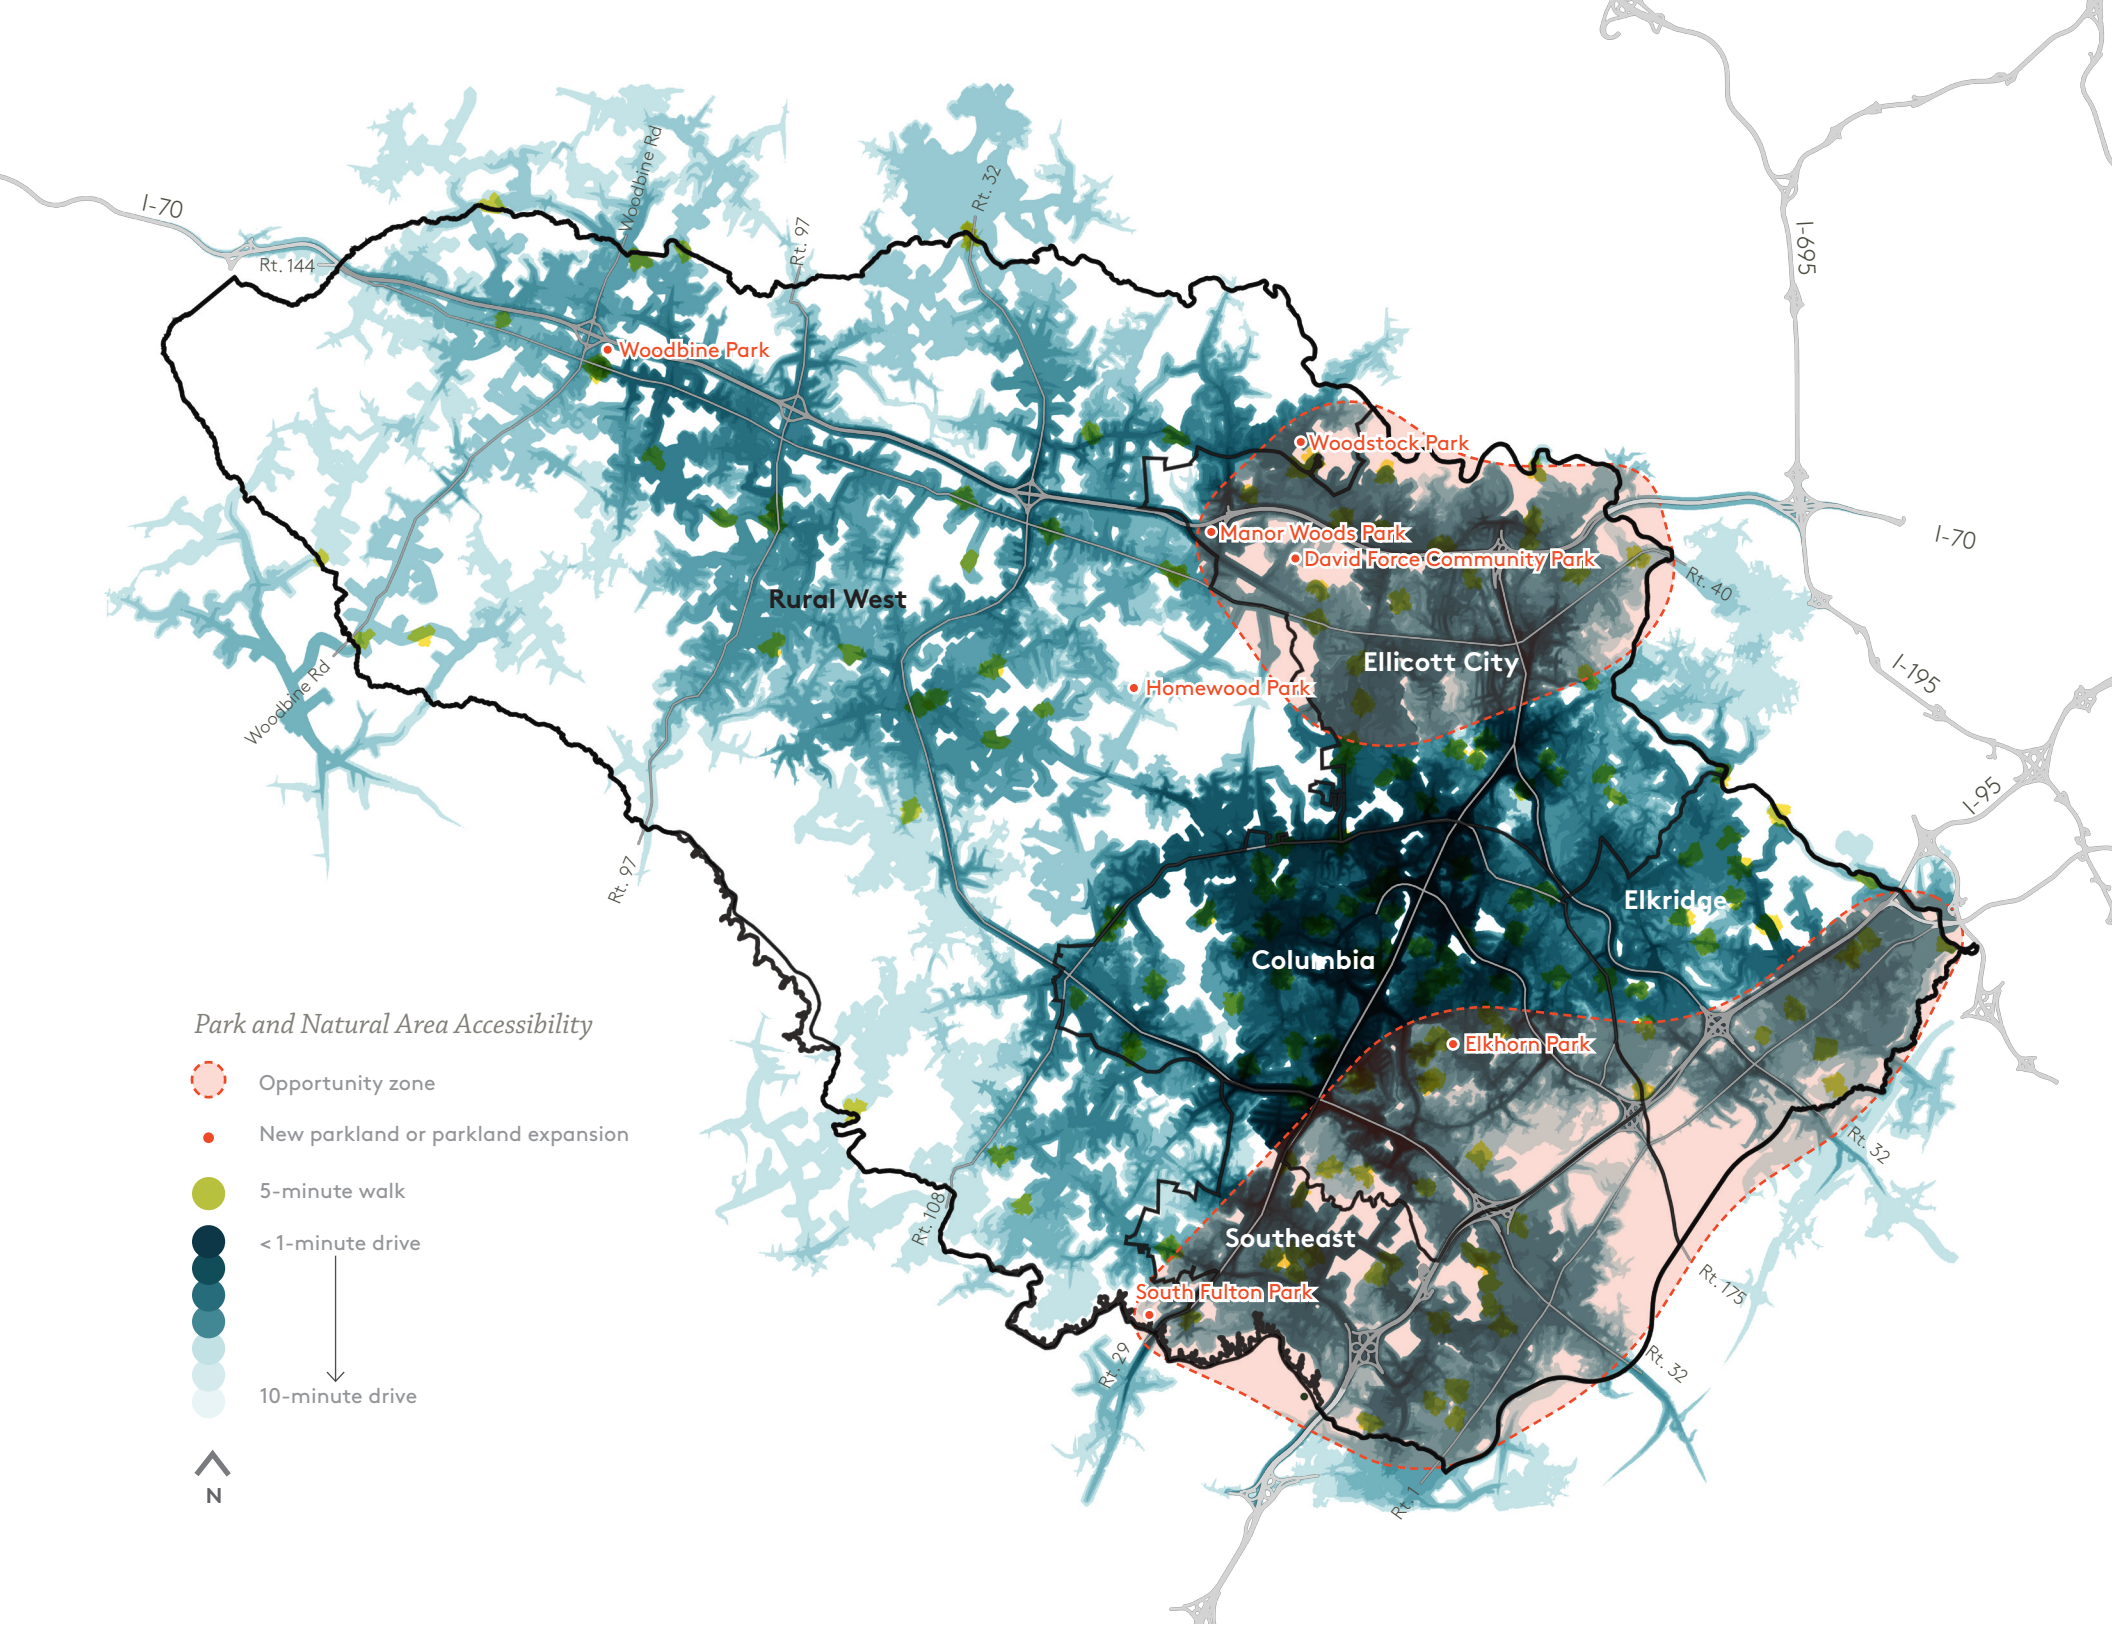 Woodbine Rd
Rt. 32
I-70
Rt. 97
I-695
Rt. 144
Woodbine Park
Woodstock Park
Manor Woods Park
I-70
David Force Community Park
Rt. 40
Rural West
Ellicott City
I-195
Homewood Park
Woodbine Rd
I-95
Rt. 97
Elkridge
Columbia
Park and Natural Area Accessibility
Elkhorn Park
Opportunity zone
New parkland or parkland expansion
Rt. 32
5-minute walk
Rt. 108
Southeast
< 1-minute drive
South Fulton Park
Rt. 175
Rt. 29
Rt. 32
10-minute drive
Rt. 1
N